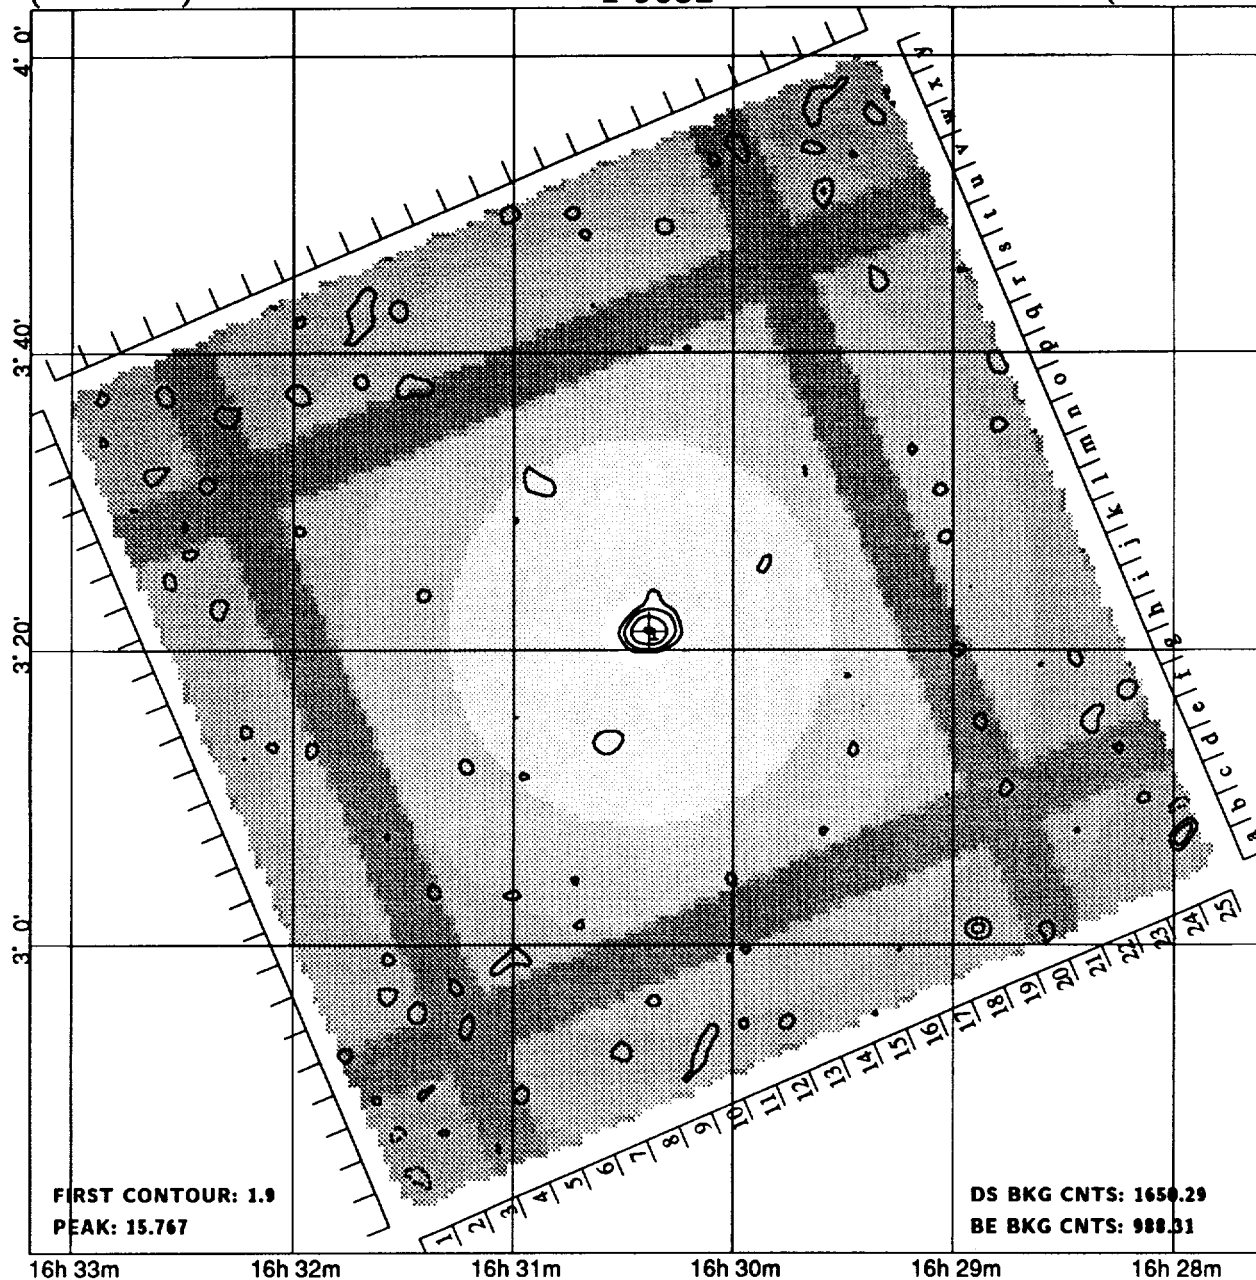 4° 0'
y
x
w
v
u
t
s
r
q
p
o
n
m
l
k
j
i
h
g
f
e
d
c
b
a
3° 40'
3° 20'
3° 0'
25
24
23
22
21
20
19
18
17
16
15
14
13
12
11
10
9
8
7
6
5
4
3
2
1
FIRST CONTOUR: 1.9
PEAK: 15.767
DS BKG CNTS: 1650.29
BE BKG CNTS: 988.31
16h 33m 16h 32m 16h 31m 16h 30m 16h 29m 16h 28m